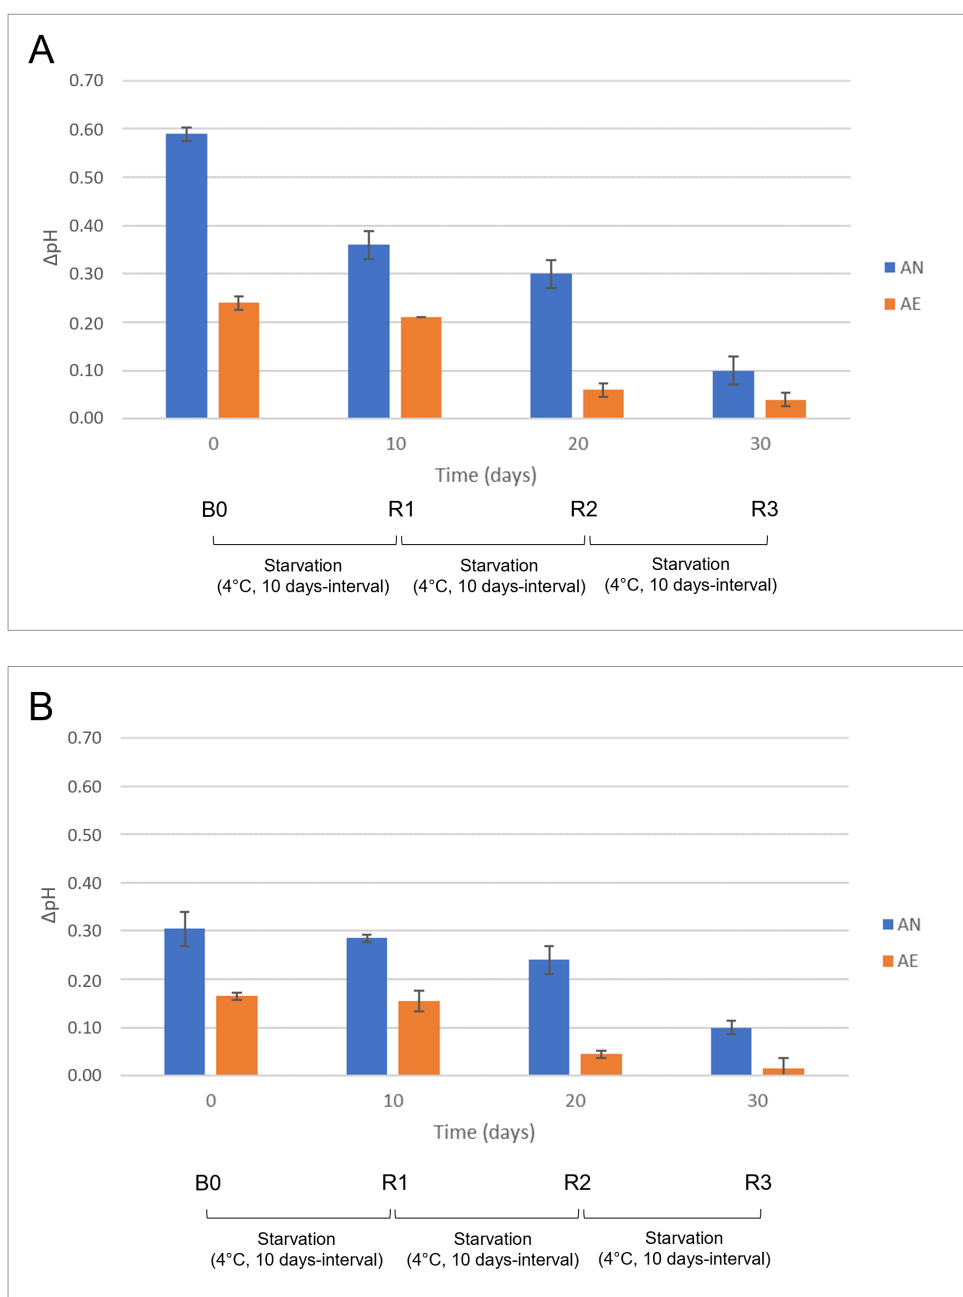 A
0.70
0.60
0.50
0.40
0.30
0.20
0.10
0.00
ΔpH
AN
AE
0 10 20 30
Time (days)
B0 R1 R2 R3
Starvation Starvation Starvation
(4°C, 10 days-interval) (4°C, 10 days-interval) (4°C, 10 days-interval)
B
0.70
0.60
0.50
0.40
0.30
0.20
0.10
0.00
ΔpH
AN
AE
0 10 20 30
Time (days)
B0 R1 R2 R3
Starvation Starvation Starvation
(4°C, 10 days-interval) (4°C, 10 days-interval) (4°C, 10 days-interval)